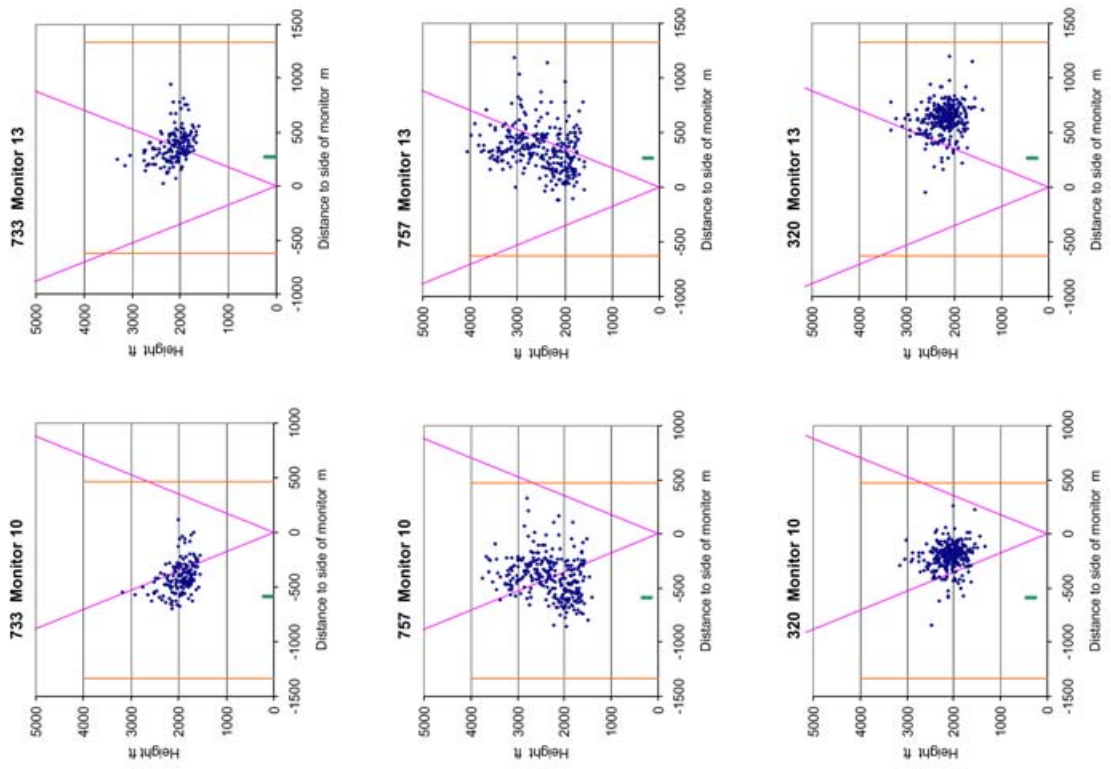 733 Monitor 10
5000
4000
3000
2000
1000
0
Height ft
-1500 -1000 -500 0 500 1000
Distance to side of monitor m
733 Monitor 13
5000
4000
3000
2000
1000
0
Height ft
-1000 -500 0 500 1000 1500
Distance to side of monitor m
757 Monitor 10
5000
4000
3000
2000
1000
0
Height ft
-1500 -1000 -500 0 500 1000
Distance to side of monitor m
757 Monitor 13
5000
4000
3000
2000
1000
0
Height ft
-1000 -500 0 500 1000 1500
Distance to side of monitor m
320 Monitor 10
5000
4000
3000
2000
1000
0
Height ft
-1500 -1000 -500 0 500 1000
Distance to side of monitor m
320 Monitor 13
5000
4000
3000
2000
1000
0
Height ft
-1000 -500 0 500 1000 1500
Distance to side of monitor m